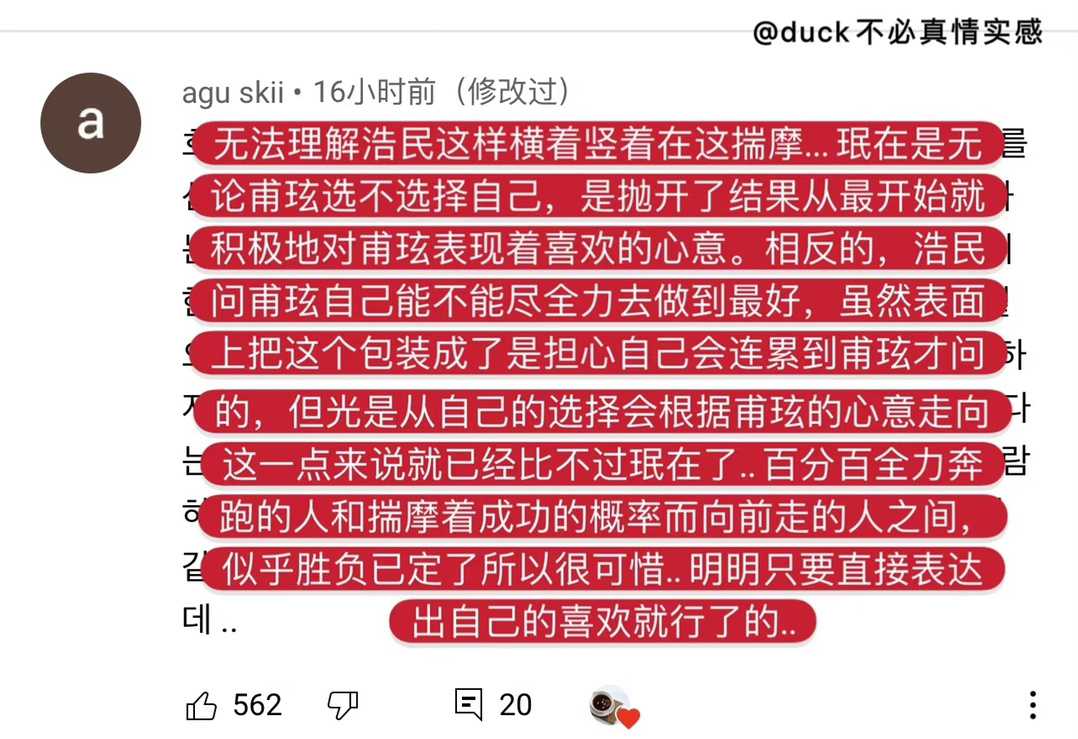 @duck不必真情实感
a
agu skii • 16小时前（修改过）
无法理解浩民这样横着竖着在这揣摩... 珉在是无를
论甫玹选不选择自己，是抛开了结果从最开始就
积极地对甫玹表现着喜欢的心意。相反的，浩民
问甫玹自己能不能尽全力去做到最好，虽然表面
上把这个包装成了是担心自己会连累到甫玹才问하
的，但光是从自己的选择会根据甫玹的心意走向다
는这一点来说就已经比不过珉在了.. 百分百全力奔람
跑的人和揣摩着成功的概率而向前走的人之间，
似乎胜负已定了所以很可惜.. 明明只要直接表达
데 .. 出自己的喜欢就行了的..
562 20